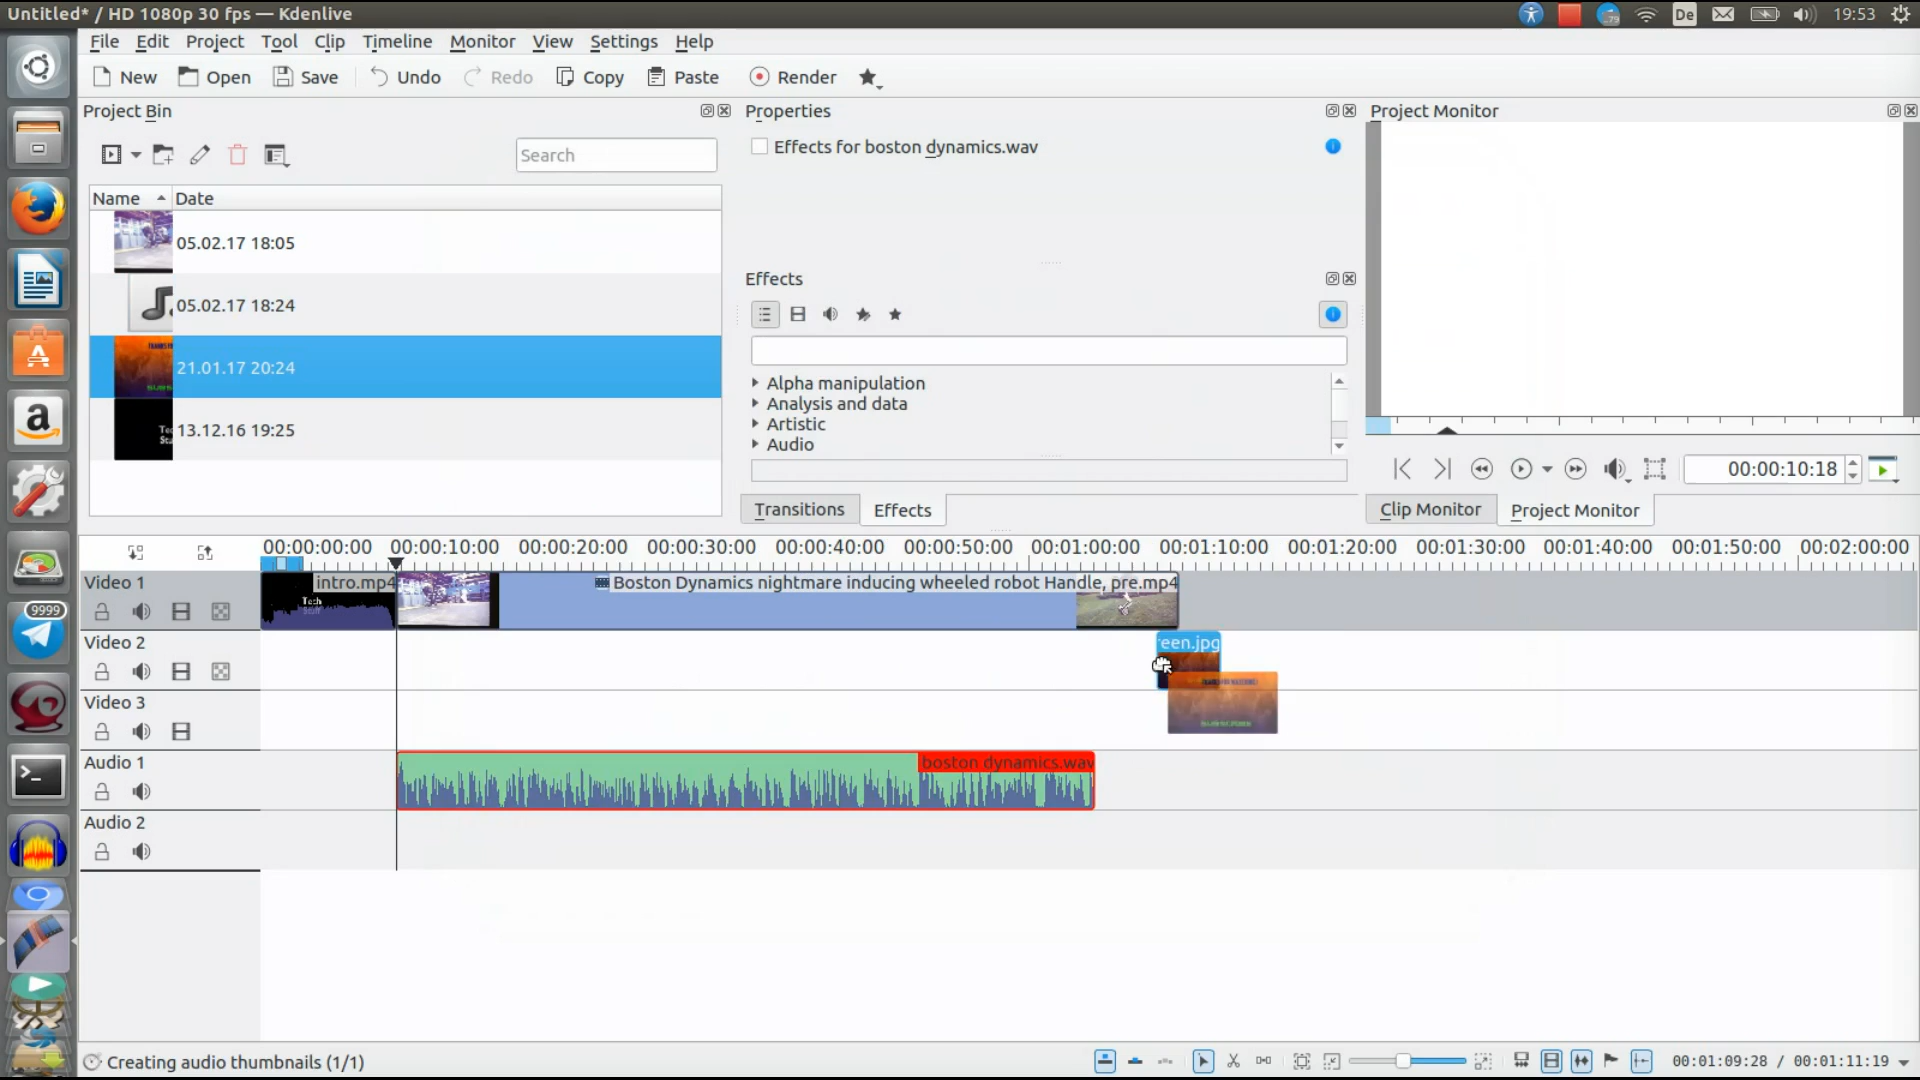 Untitled* / HD 1080p 30 fps — Kdenlive
79
De
19:53
File Edit Project Tool Clip Timeline Monitor View Settings Help
New Open Save Undo Redo Copy Paste Render
Project Bin
Properties
Project Monitor
Search
Effects for boston dynamics.wav
Name Date
05.02.17 18:05
05.02.17 18:24
21.01.17 20:24
13.12.16 19:25
Effects
Alpha manipulation
Analysis and data
Artistic
Audio
00:00:10:18
Transitions Effects
Clip Monitor Project Monitor
00:00:00:00 00:00:10:00 00:00:20:00 00:00:30:00 00:00:40:00 00:00:50:00 00:01:00:00 00:01:10:00 00:01:20:00 00:01:30:00 00:01:40:00 00:01:50:00 00:02:00:00
Video 1
intro.mp4
Tech
Stuff
Boston Dynamics nightmare inducing wheeled robot Handle, pre.mp4
9999
Video 2
reen.jpg
Video 3
THANKS FOR WATCHING!
SUBSCRIBE
Audio 1
boston dynamics.wav
Audio 2
Creating audio thumbnails (1/1)
00:01:09:28 / 00:01:11:19